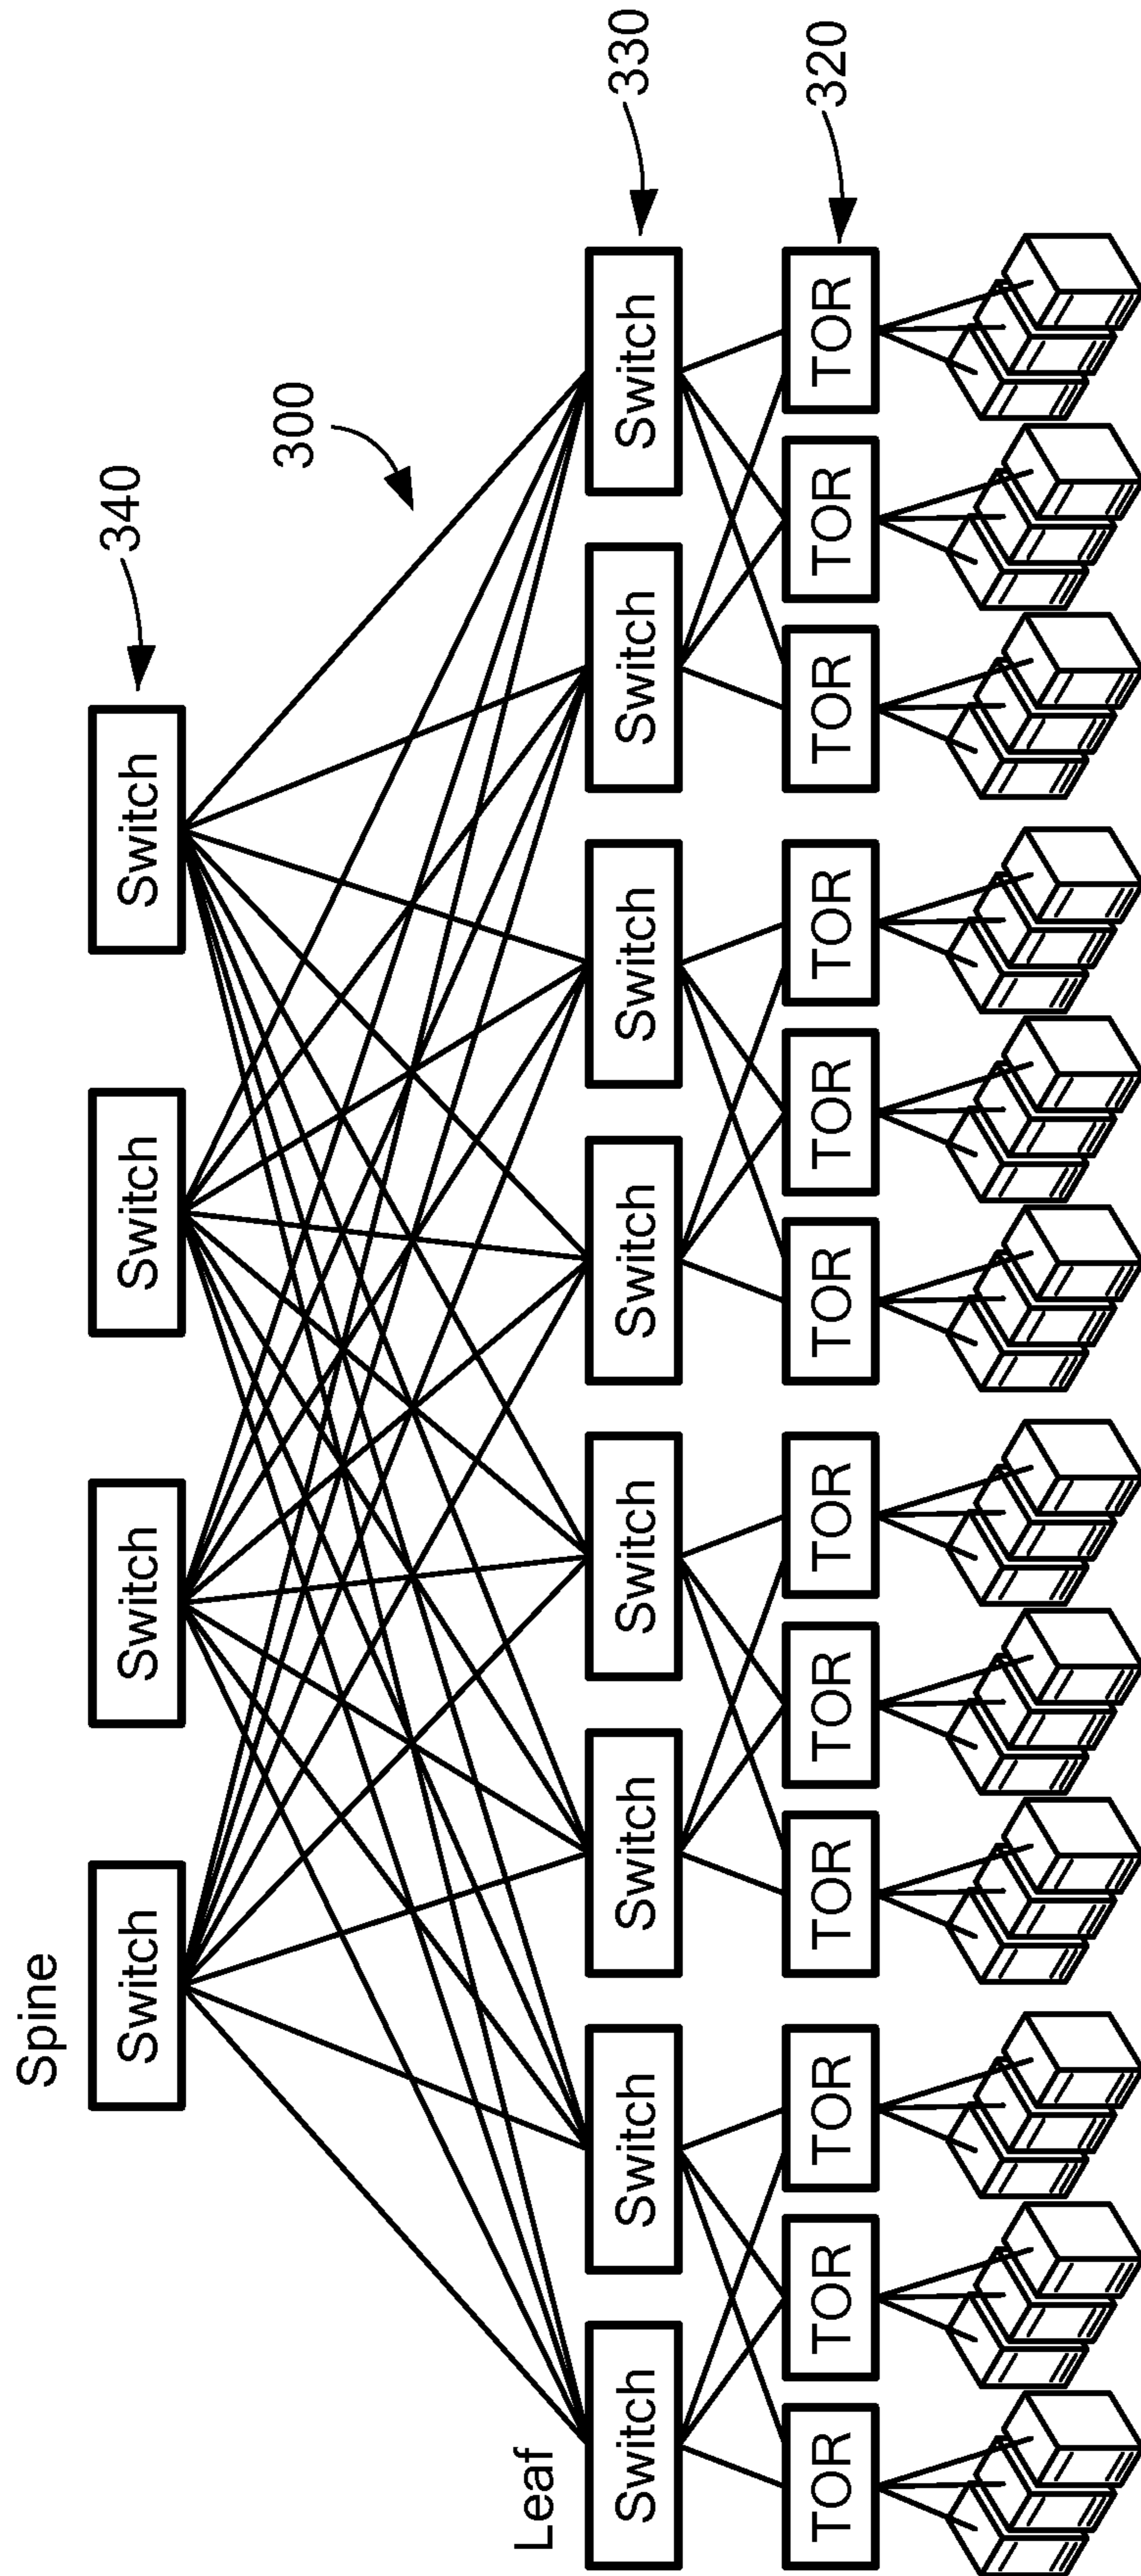 Spine
Switch Switch Switch Switch 340
300
Leaf
Switch Switch Switch Switch Switch Switch Switch Switch 330
TOR TOR TOR TOR TOR TOR TOR TOR TOR TOR TOR TOR 320